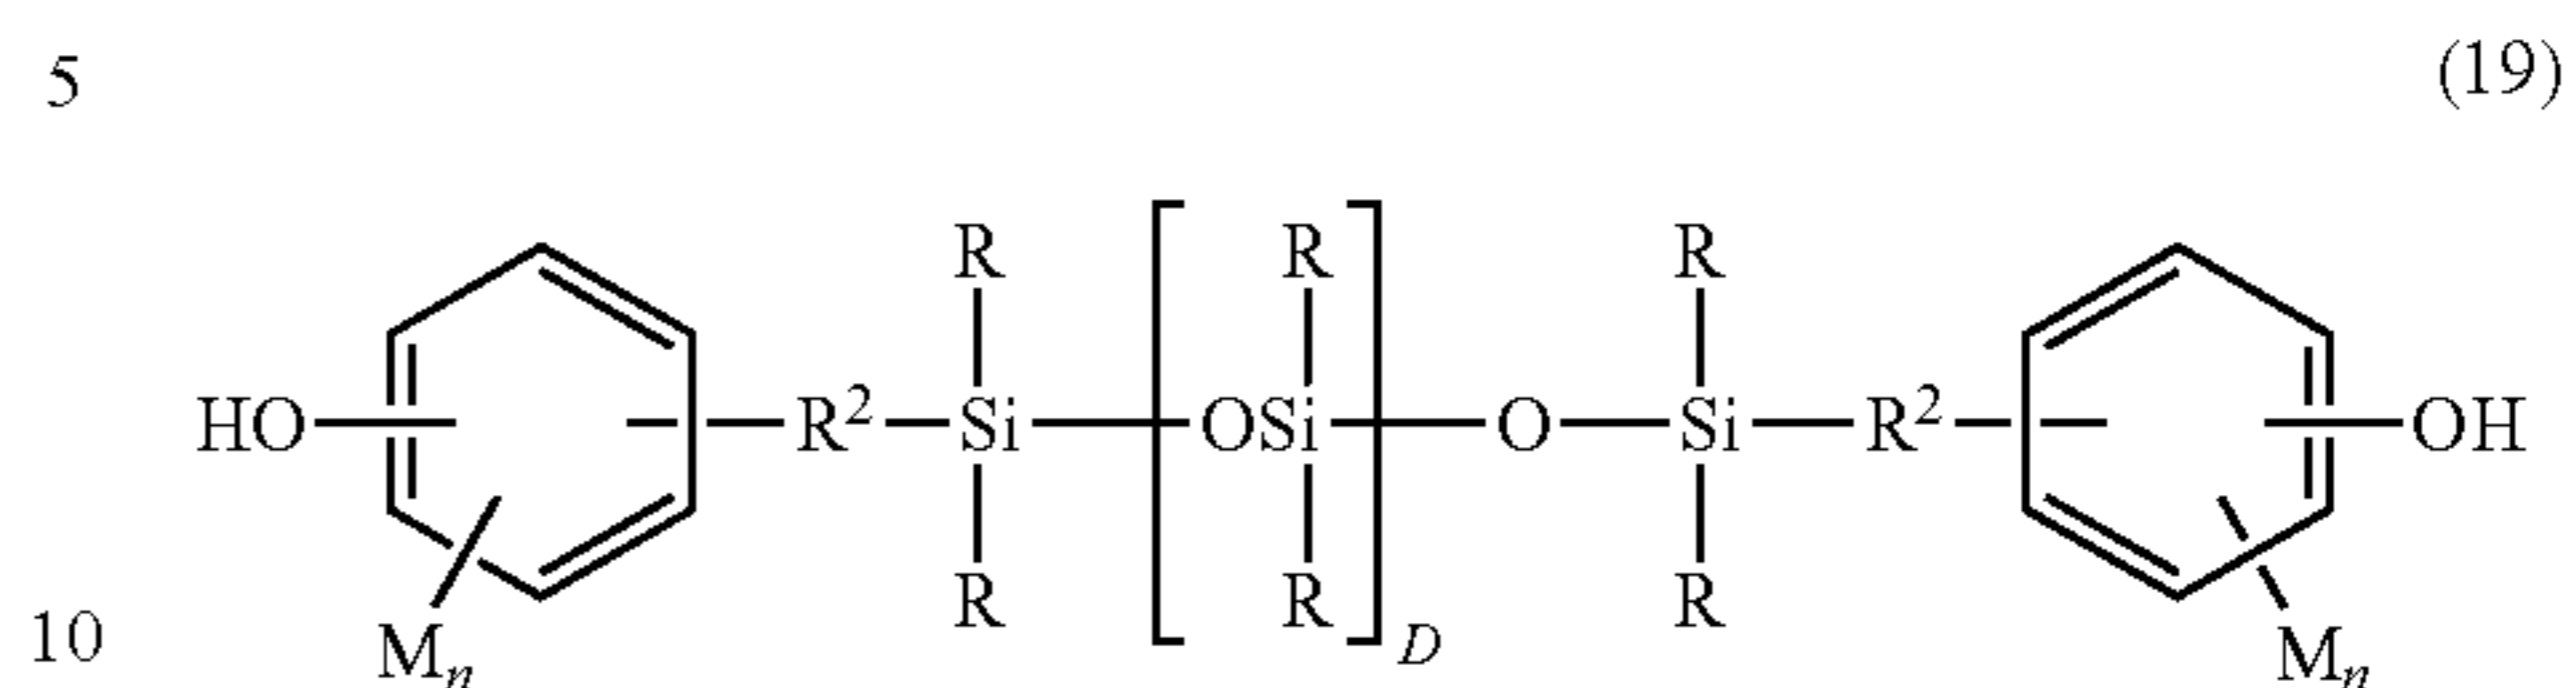 5 (19)
R R R
HO R² Si OSi O Si R² OH
R R R D
10 Mn Mn